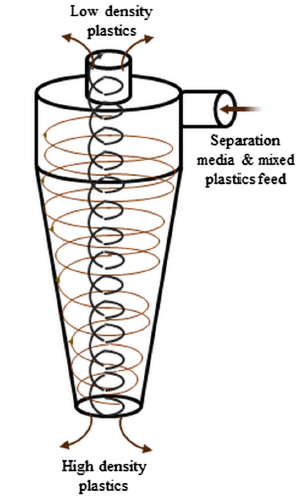 Low density
plastics
Separation
media & mixed
plastics feed
High density
plastics